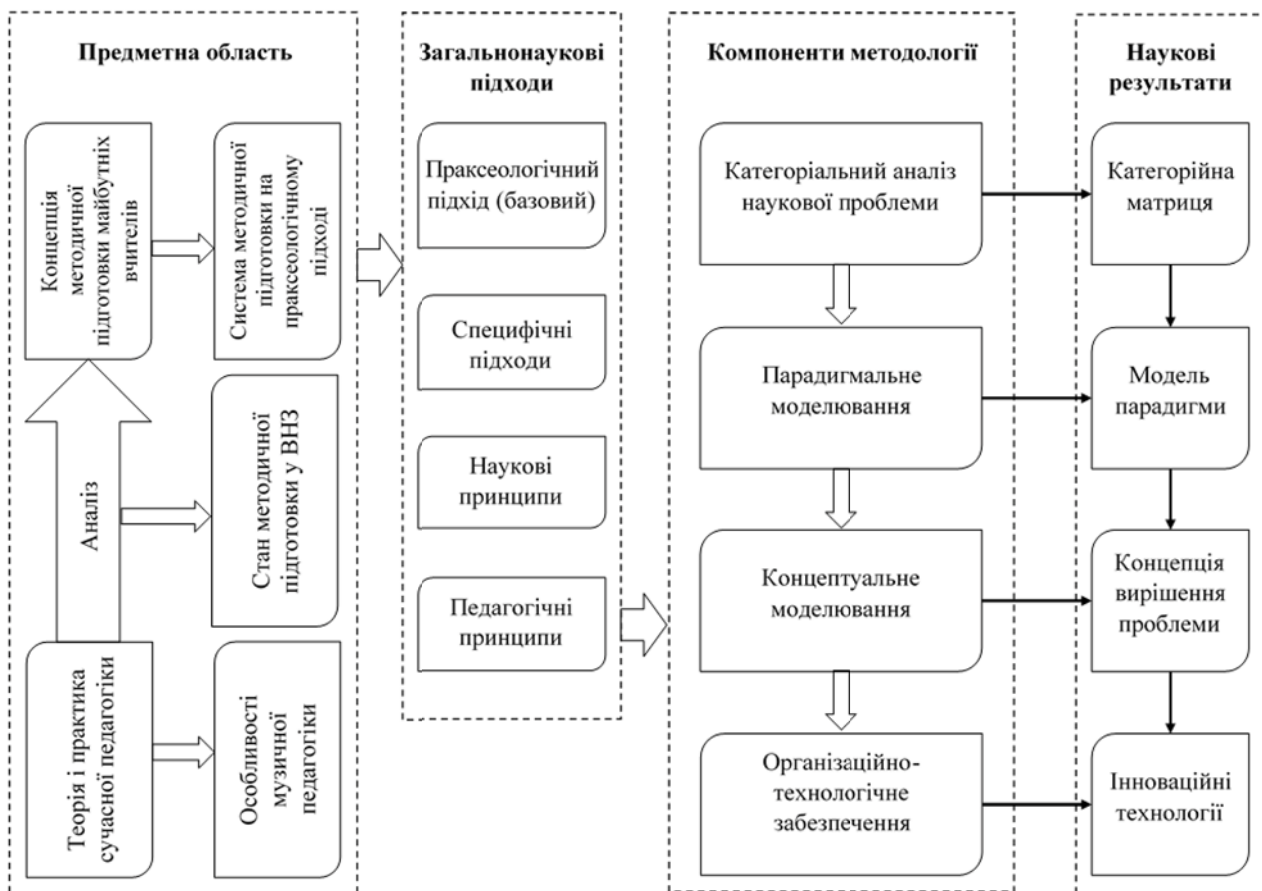 Предметна область
Концепція
методичної
підготовки майбутніх
вчителів
Система методичної
підготовки на
праксеологічному
підході
Аналіз
Стан методичної
підготовки у ВНЗ
Теорія і практика
сучасної педагогіки
Особливості
музичної
педагогіки
Загальнонаукові
підходи
Праксеологічний
підхід (базовий)
Специфічні
підходи
Наукові
принципи
Педагогічні
принципи
Компоненти методології
Категоріальний аналіз
наукової проблеми
Парадигмальне
моделювання
Концептуальне
моделювання
Організаційно-
технологічне
забезпечення
Наукові
результати
Категорійна
матриця
Модель
парадигми
Концепція
вирішення
проблеми
Інноваційні
технології